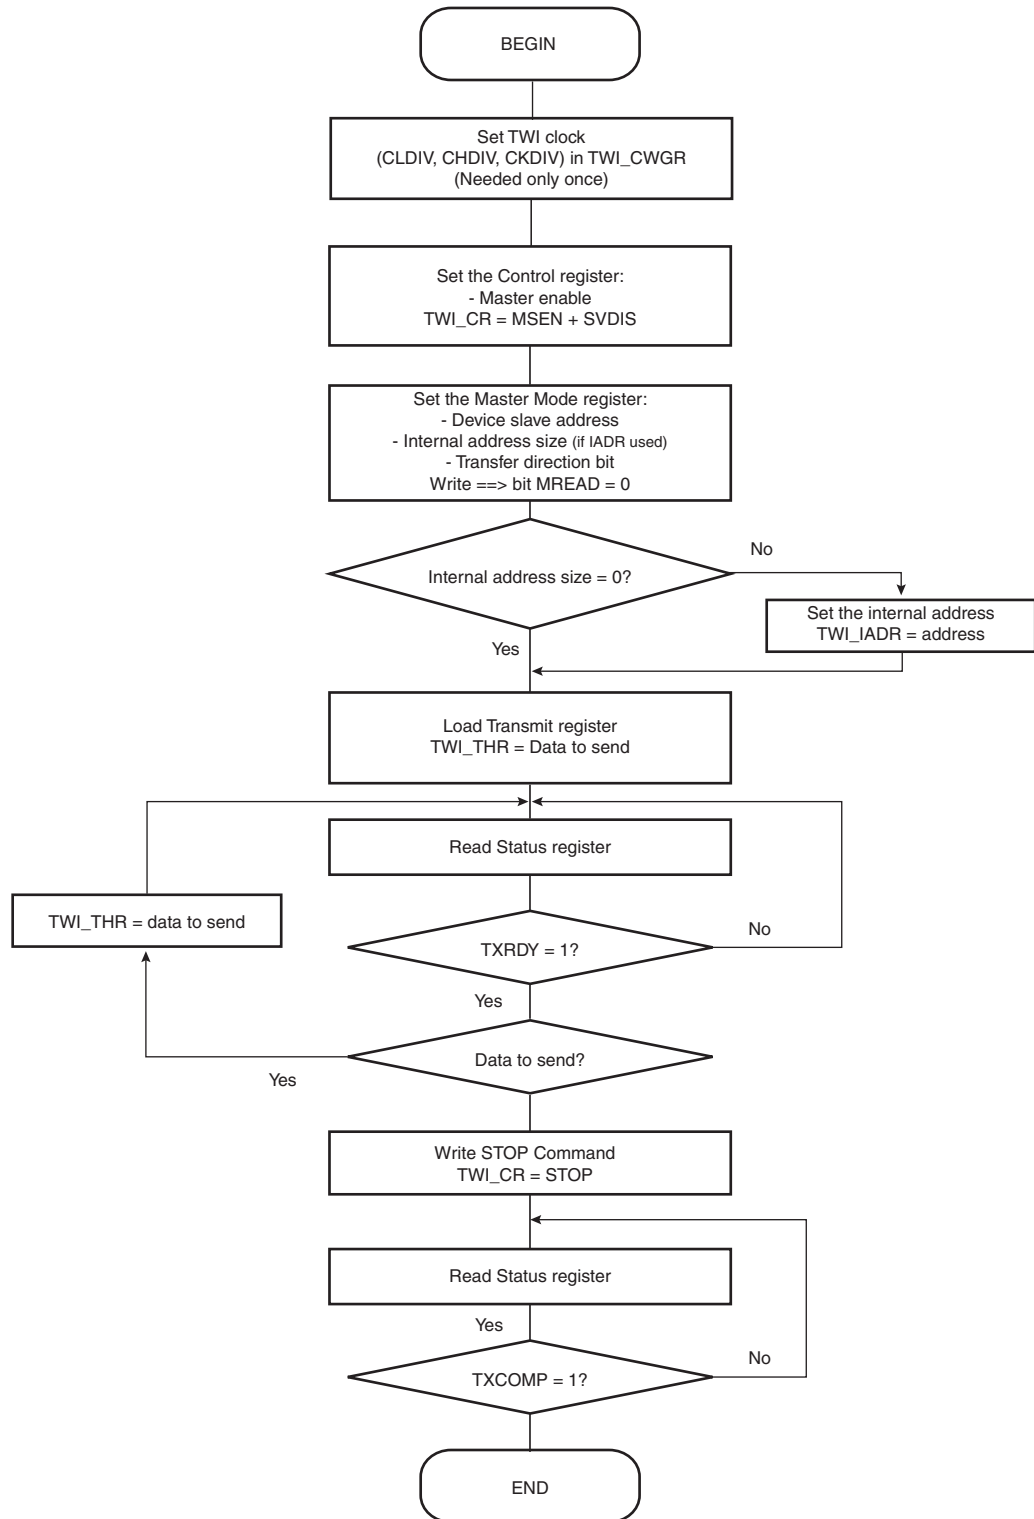 BEGIN
Set TWI clock
(CLDIV, CHDIV, CKDIV) in TWI_CWGR
(Needed only once)
Set the Control register:
- Master enable
TWI_CR = MSEN + SVDIS
Set the Master Mode register:
- Device slave address
- Internal address size (if IADR used)
- Transfer direction bit
Write ==> bit MREAD = 0
No
Internal address size = 0?
Set the internal address
TWI_IADR = address
Yes
Load Transmit register
TWI_THR = Data to send
Read Status register
TWI_THR = data to send
No
TXRDY = 1?
Yes
Data to send?
Yes
Write STOP Command
TWI_CR = STOP
Read Status register
Yes
No
TXCOMP = 1?
END